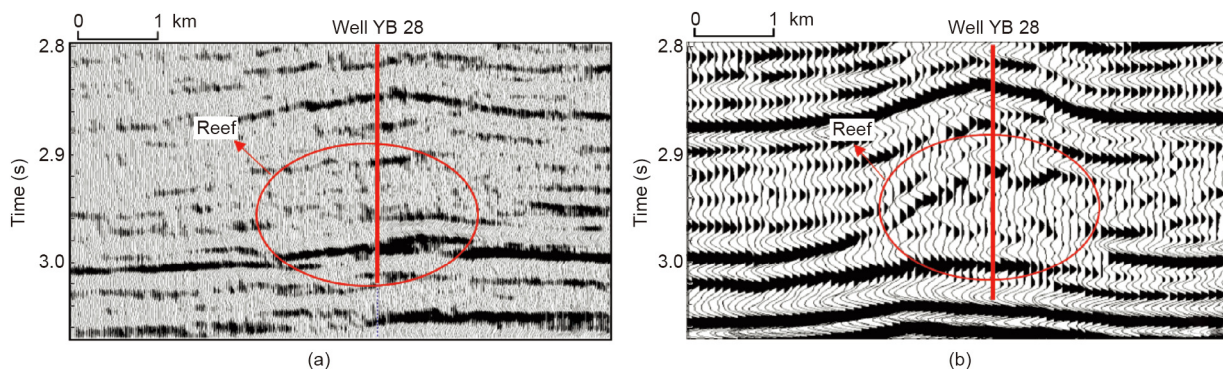 0 1 km
Well YB 28
2.8
2.9
3.0
Time (s)
Reef
(a)
0 1 km
Well YB 28
2.8
2.9
3.0
Time (s)
Reef
(b)